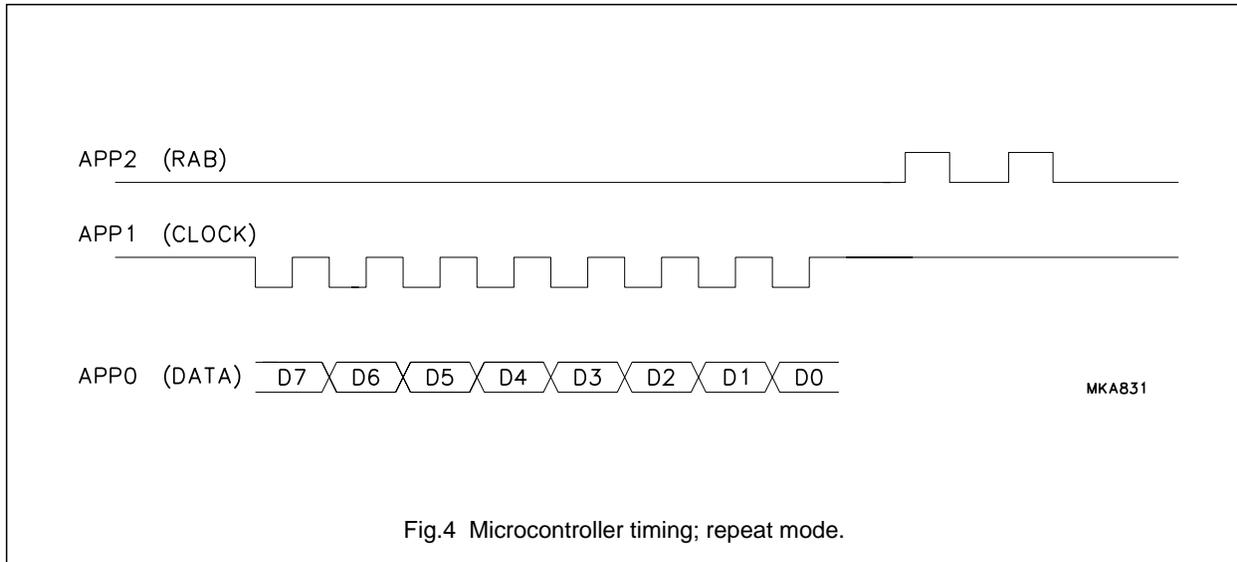 APP2 (RAB)
APP1 (CLOCK)
APP0 (DATA) D7 D6 D5 D4 D3 D2 D1 D0
MKA831
Fig.4 Microcontroller timing; repeat mode.